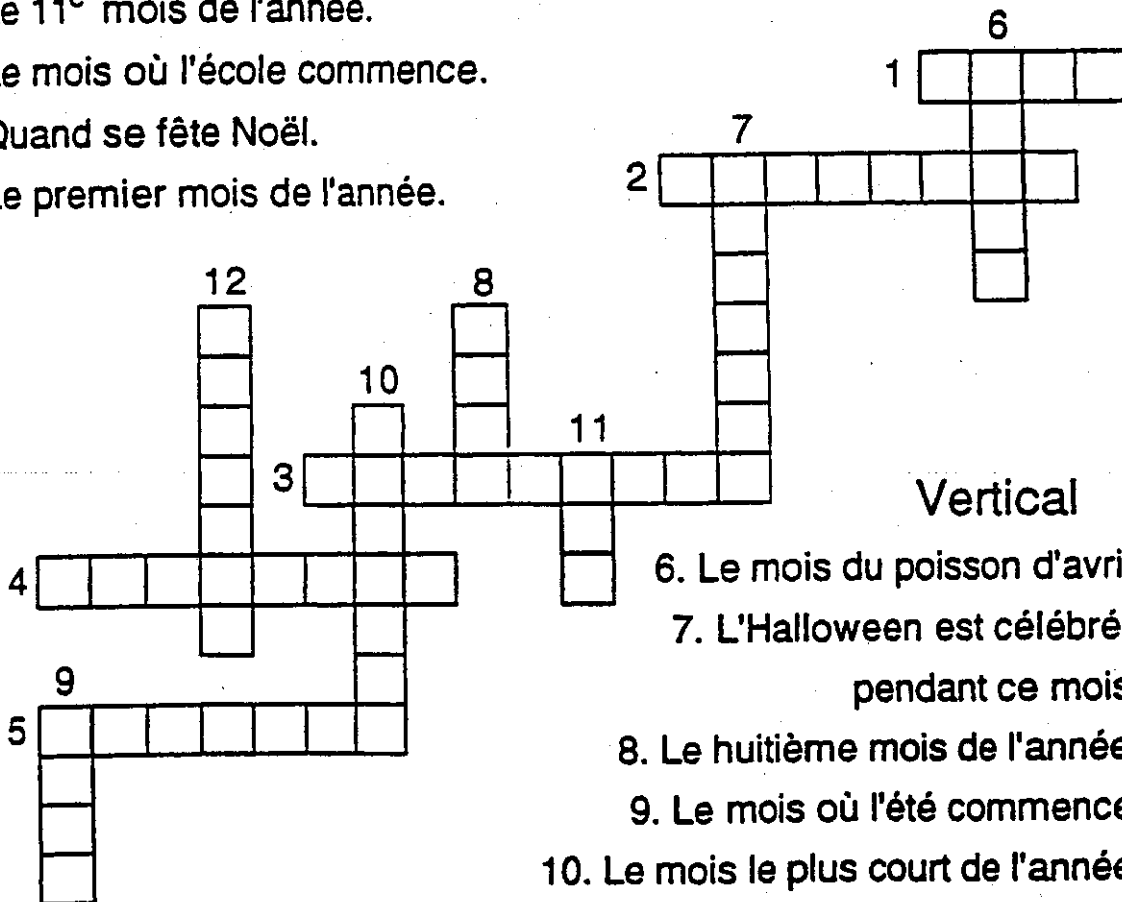 e 11e mois de l'année.
e mois où l'école commence.
Quand se fête Noël.
e premier mois de l'année.
6
1
7
2
12
8
10
11
3
Vertical
4
6. Le mois du poisson d'avri
7. L'Halloween est célébré
pendant ce mois
9
5
8. Le huitième mois de l'année
9. Le mois où l'été commence
10. Le mois le plus court de l'année